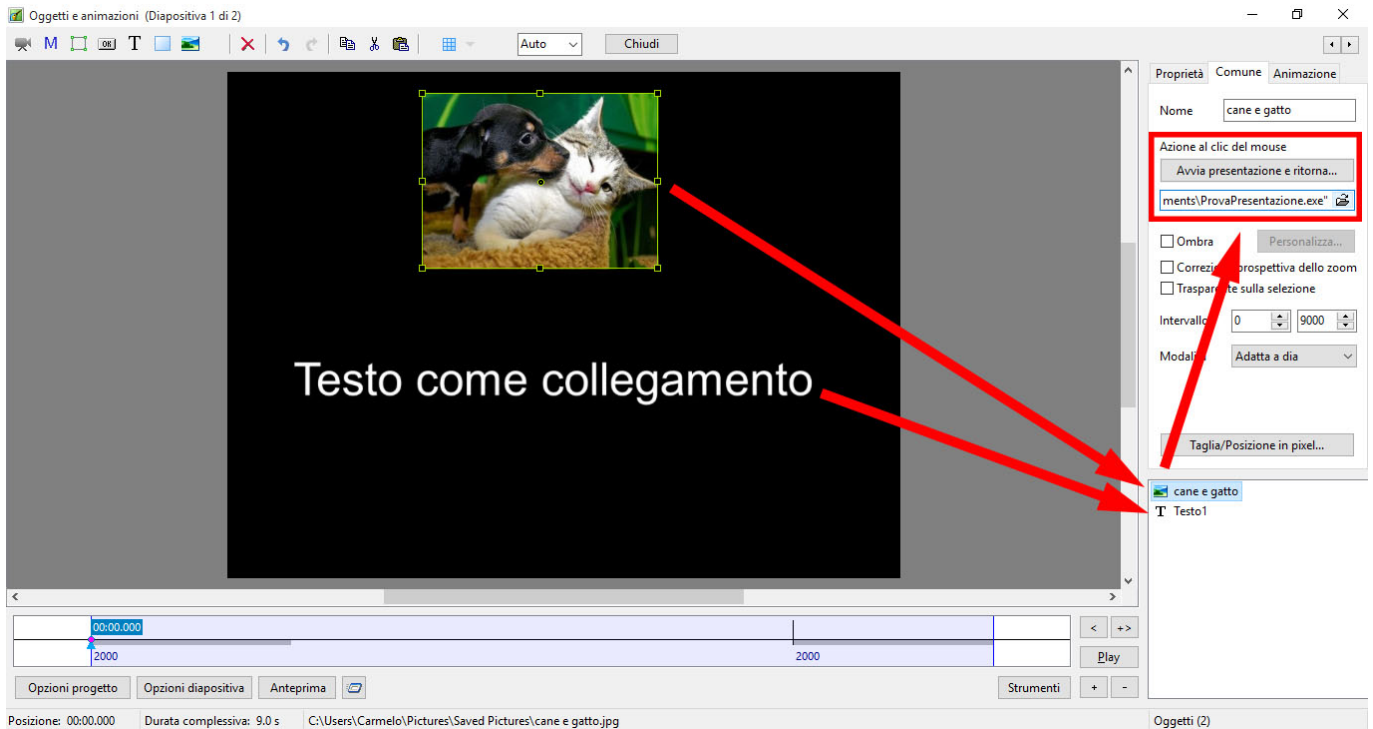 Oggetti e animazioni (Diapositiva 1 di 2)
M OK T Auto Chiudi
Proprietà Comune Animazione
Nome cane e gatto
Azione al clic del mouse
Avvia presentazione e ritorna...
ments\ProvaPresentazione.exe"
Ombra Personalizza...
prospettiva dello zoom
sulla selezione
Intervallo 0 9000
Adatta a dia
Taglia/Posizione in pixel...
Testo come collegamento
cane e gatto
T Testo1
00:00.000
2000 2000
< +>
Play
Opzioni progetto Opzioni diapositiva Anteprima Strumenti + -
Posizione: 00:00.000 Durata complessiva: 9.0 s C:\Users\Carmelo\Pictures\Saved Pictures\cane e gatto.jpg Oggetti (2)